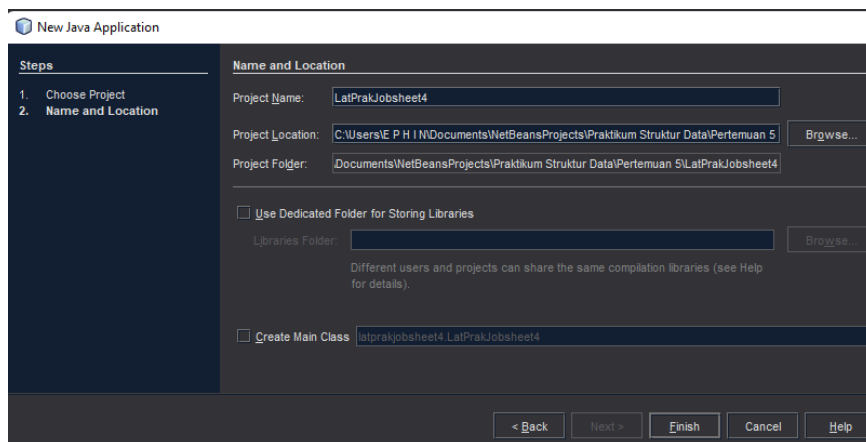 New Java Application
Steps
1. Choose Project
2. Name and Location
Name and Location
Project Name: LatPrakJobsheet4
Project Location: C:\Users\E P H I N\Documents\NetBeansProjects\Praktikum Struktur Data\Pertemuan 5 Browse...
Project Folder: Documents\NetBeansProjects\Praktikum Struktur Data\Pertemuan 5\LatPrakJobsheet4
Use Dedicated Folder for Storing Libraries
Libraries Folder: Browse...
Different users and projects can share the same compilation libraries (see Help
for details).
Create Main Class latprakjobsheet4.LatPrakJobsheet4
< Back Next > Finish Cancel Help